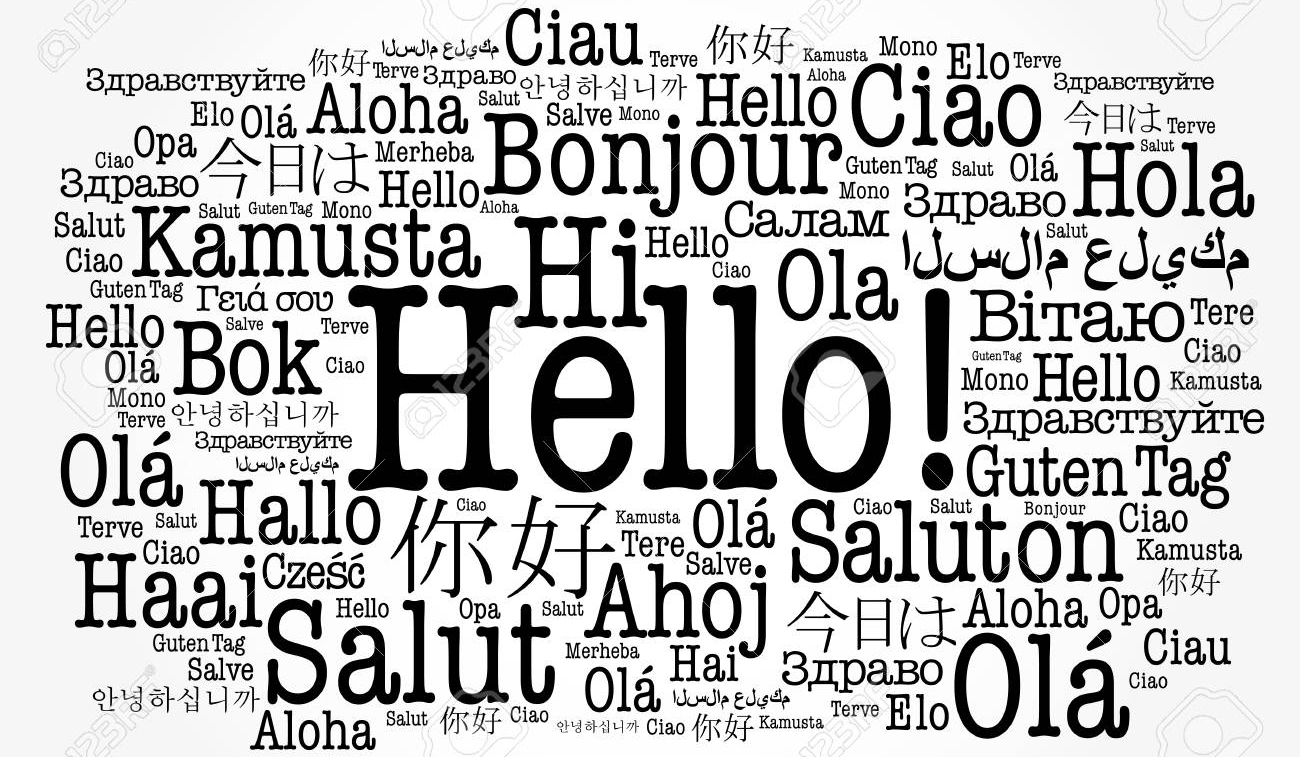 Ciau
你好
Mono
Elo
Terve
السلام عليكم
Terve
Kamusta
你好
Terve
Здраво
Aloha
Здравствуйте
Здравствуйте
Salut
안녕하십니까
Hello
Ciao
Elo
Olá
Aloha
Salve
Mono
今日は
Terve
Opa
Bonjour
Ciao
今日は
Merheba
Guten Tag
Salut
Olá
Salut
Hola
Здраво
Hello
Aloha
Mono
Здраво
Salut
Salut
Guten Tag
Mono
Салам
Salut
Kamusta
Hi
Hello
السلام عليكم
Ciao
Ciao
Ola
Guten Tag
Γειά σου
Hello!
Вітаю
Tere
Hello
Salve
Terve
Bok
Ciao
Guten Tag
Ciao
Olá
Mono
Hello
Kamusta
Mono
Terve
안녕하십니까
Здравствуйте
Здравствуйте
السلام عليكم
Olá
Guten Tag
Hallo
Ciao
你好
Kamusta
Olá
Ciao
Salut
Bonjour
Ciao
Terve
Salut
Saluton
Tere
Kamusta
Ciao
Salve
Haai
Cześć
你好
Ahoj
Hello
Opa
Salut
今日は
Aloha
Opa
Salut
Guten Tag
Merheba
Hai
Здраво
Olá
Ciau
Salve
Olá
السلام عليكم
Ciao
안녕하십니까
Terve
Elo
Aloha
Salut
你好
Ciao
안녕하십니까
Ciao
你好
Kamusta
123RF